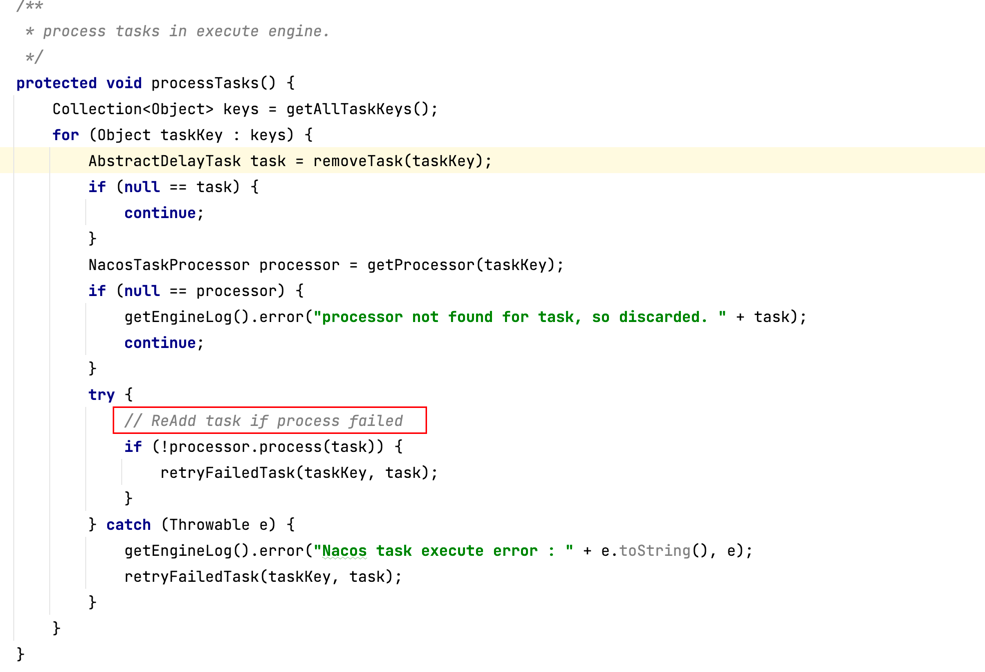 /**
 * process tasks in execute engine.
 */
protected void processTasks() {
    Collection<Object> keys = getAllTaskKeys();
    for (Object taskKey : keys) {
        AbstractDelayTask task = removeTask(taskKey);
        if (null == task) {
            continue;
        }
        NacosTaskProcessor processor = getProcessor(taskKey);
        if (null == processor) {
            getEngineLog().error("processor not found for task, so discarded. " + task);
            continue;
        }
        try {
            // ReAdd task if process failed
            if (!processor.process(task)) {
                retryFailedTask(taskKey, task);
            }
        } catch (Throwable e) {
            getEngineLog().error("Nacos task execute error : " + e.toString(), e);
            retryFailedTask(taskKey, task);
        }
    }
}